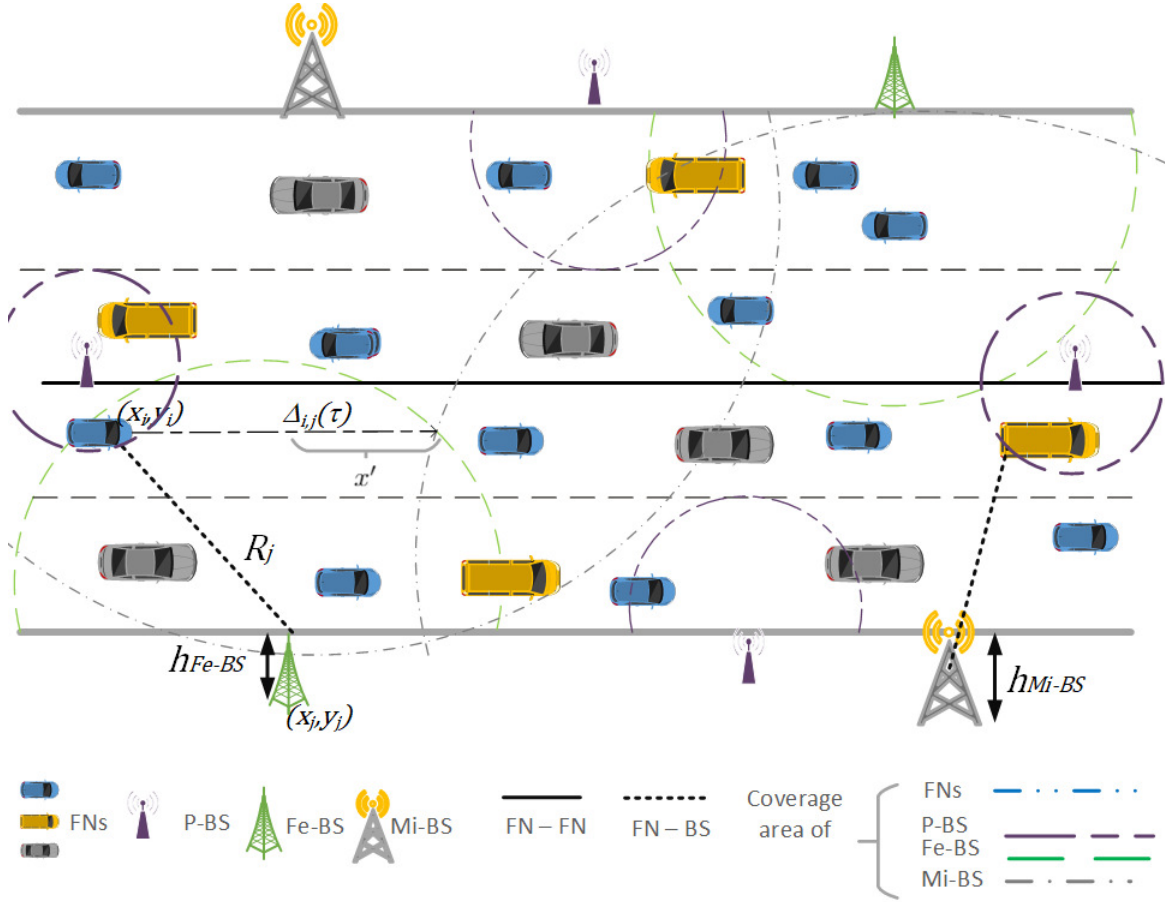 (xᵢ,yᵢ)
Δᵢ,ⱼ(τ)
x′
Rⱼ
hFe-BS
hMi-BS
(xⱼ,yⱼ)
FNs
P-BS
Fe-BS
Mi-BS
FN – FN
FN – BS
Coverage
area of
FNs
P-BS
Fe-BS
Mi-BS